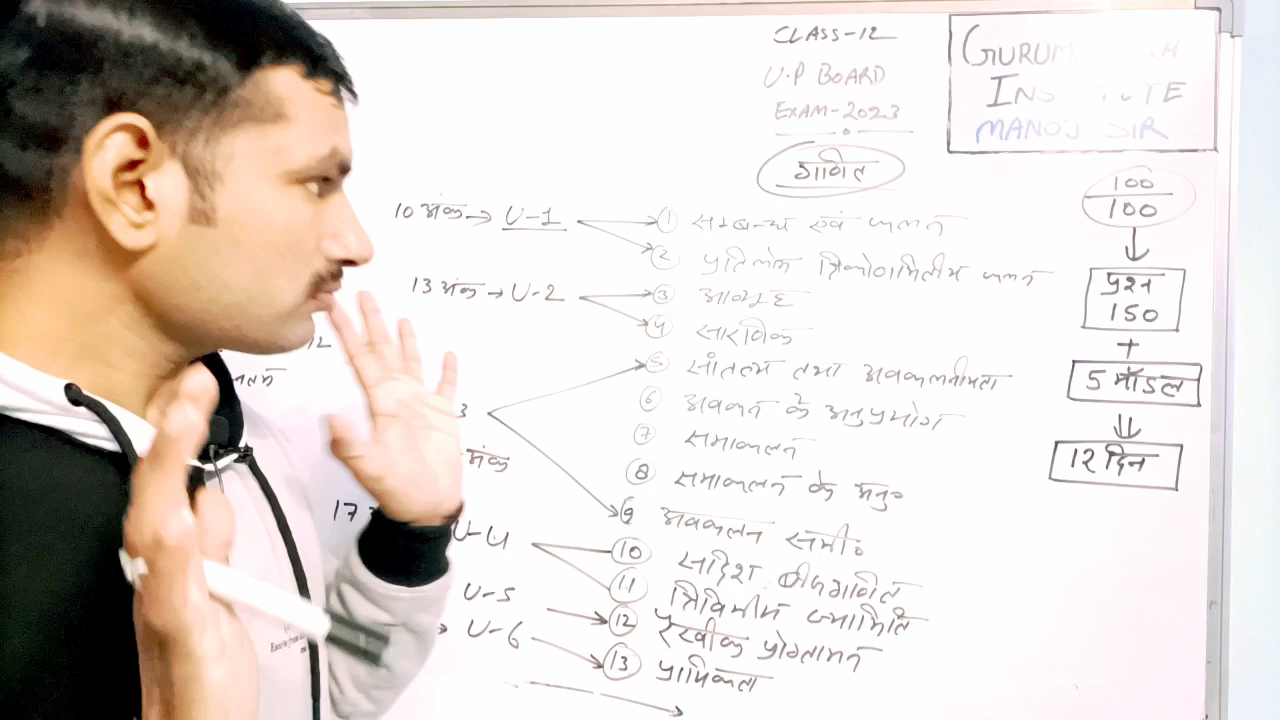 CLASS-12
U.P BOARD
EXAM-2023
गणित
GURUM
INS TUTE
MANOJ SIR
100
100
प्रश्न
150
+
5 मॉडल
12 दिन
10 अंक → U-1
① सम्बन्ध एवं फलन
② प्रतिलोम त्रिकोणमितीय फलन
13 अंक → U-2
③ आव्यूह
④ सारणिक
3
⑤ सांतत्य तथा अवकलनीयता
⑥ अवकलन के अनुप्रयोग
⑦ समाकलन
⑧ समाकलन के अनु०
⑨ अवकलन समी०
अंक
17
U-4
⑩ सदिश बीजगणित
⑪ त्रिविमीय ज्यामिति
U-5
⑫ रैखीक प्रोग्रामन
U-6
⑬ प्रायिकता
12